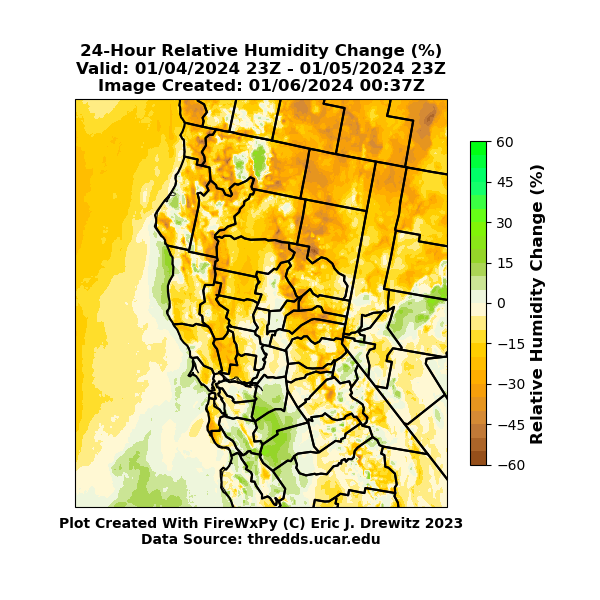 24-Hour Relative Humidity Change (%)
Valid: 01/04/2024 23Z - 01/05/2024 23Z
Image Created: 01/06/2024 00:37Z
60
45
30
15
0
−15
−30
−45
−60
Relative Humidity Change (%)
Plot Created With FireWxPy (C) Eric J. Drewitz 2023
Data Source: thredds.ucar.edu